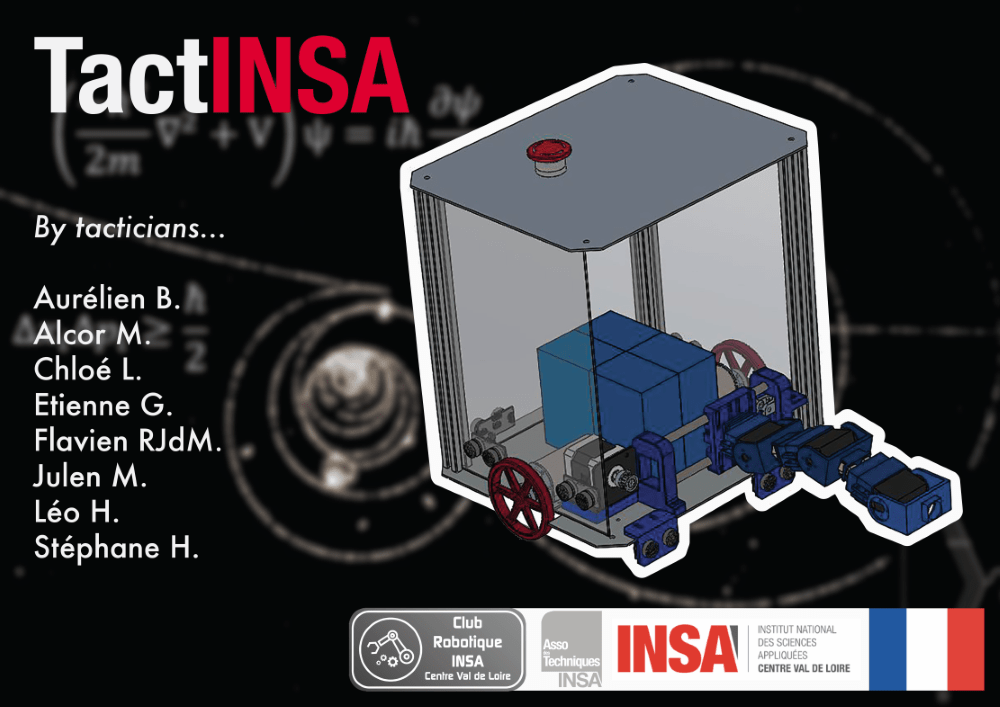 TactINSA
By tacticians...
Aurélien B.
Alcor M.
Chloé L.
Etienne G.
Flavien RJdM.
Julen M.
Léo H.
Stéphane H.
Club
Robotique
INSA
Centre Val de Loire
Asso
des
Techniques
INSA
INSA
INSTITUT NATIONAL
DES SCIENCES
APPLIQUÉES
CENTRE VAL DE LOIRE